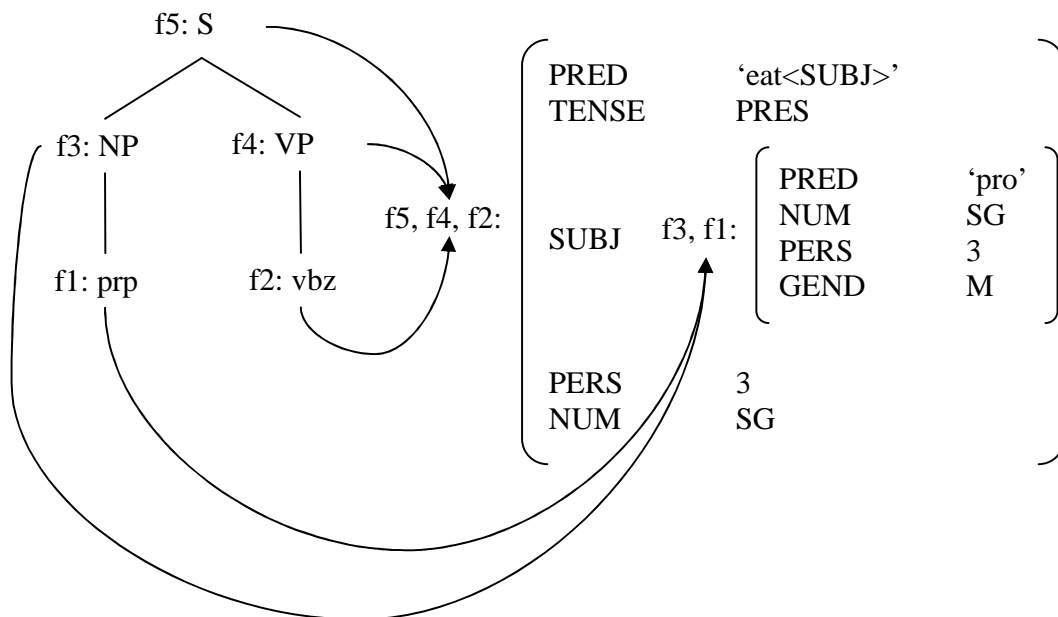 f5: S
PRED ‘eat<SUBJ>’
TENSE PRES
f3: NP f4: VP
f5, f4, f2:
SUBJ f3, f1:
PRED ‘pro’
NUM SG
PERS 3
GEND M
f1: prp f2: vbz
PERS 3
NUM SG